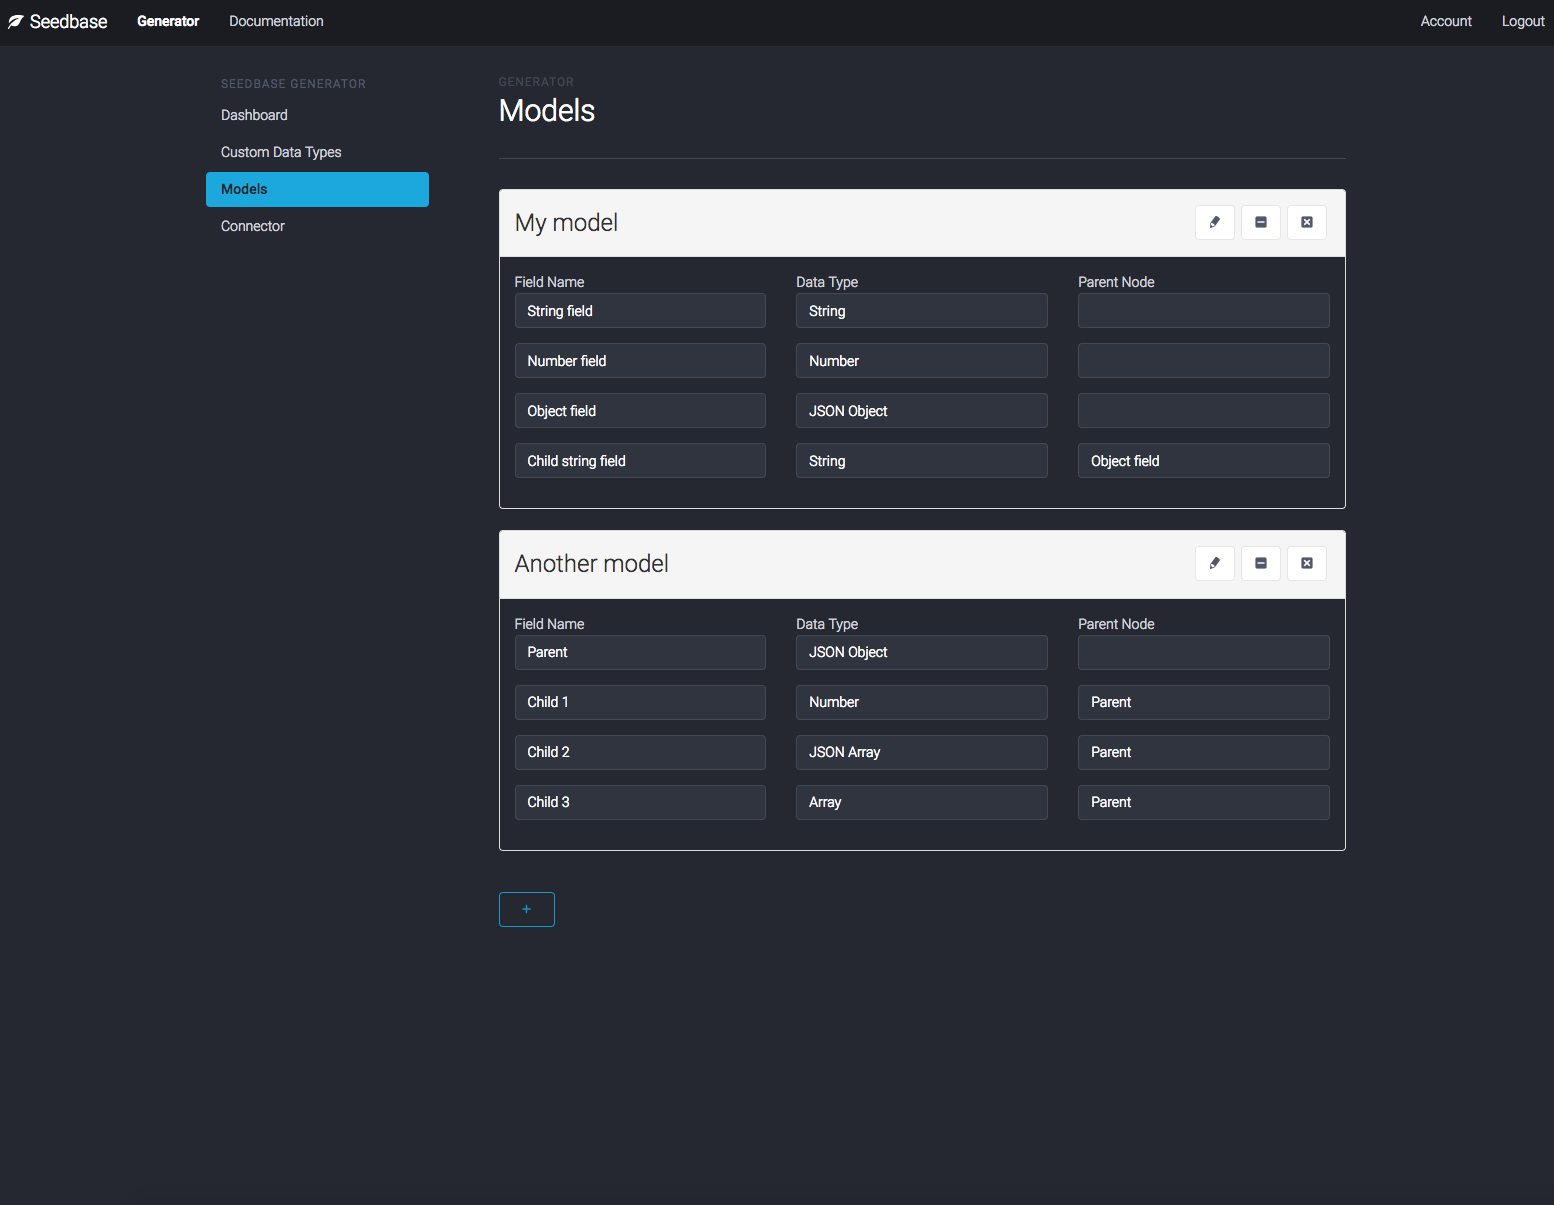 Seedbase Generator Documentation Account Logout
SEEDBASE GENERATOR
Dashboard
Custom Data Types
Models
Connector
GENERATOR
Models
My model
Field Name Data Type Parent Node
String field String
Number field Number
Object field JSON Object
Child string field String Object field
Another model
Field Name Data Type Parent Node
Parent JSON Object
Child 1 Number Parent
Child 2 JSON Array Parent
Child 3 Array Parent
+